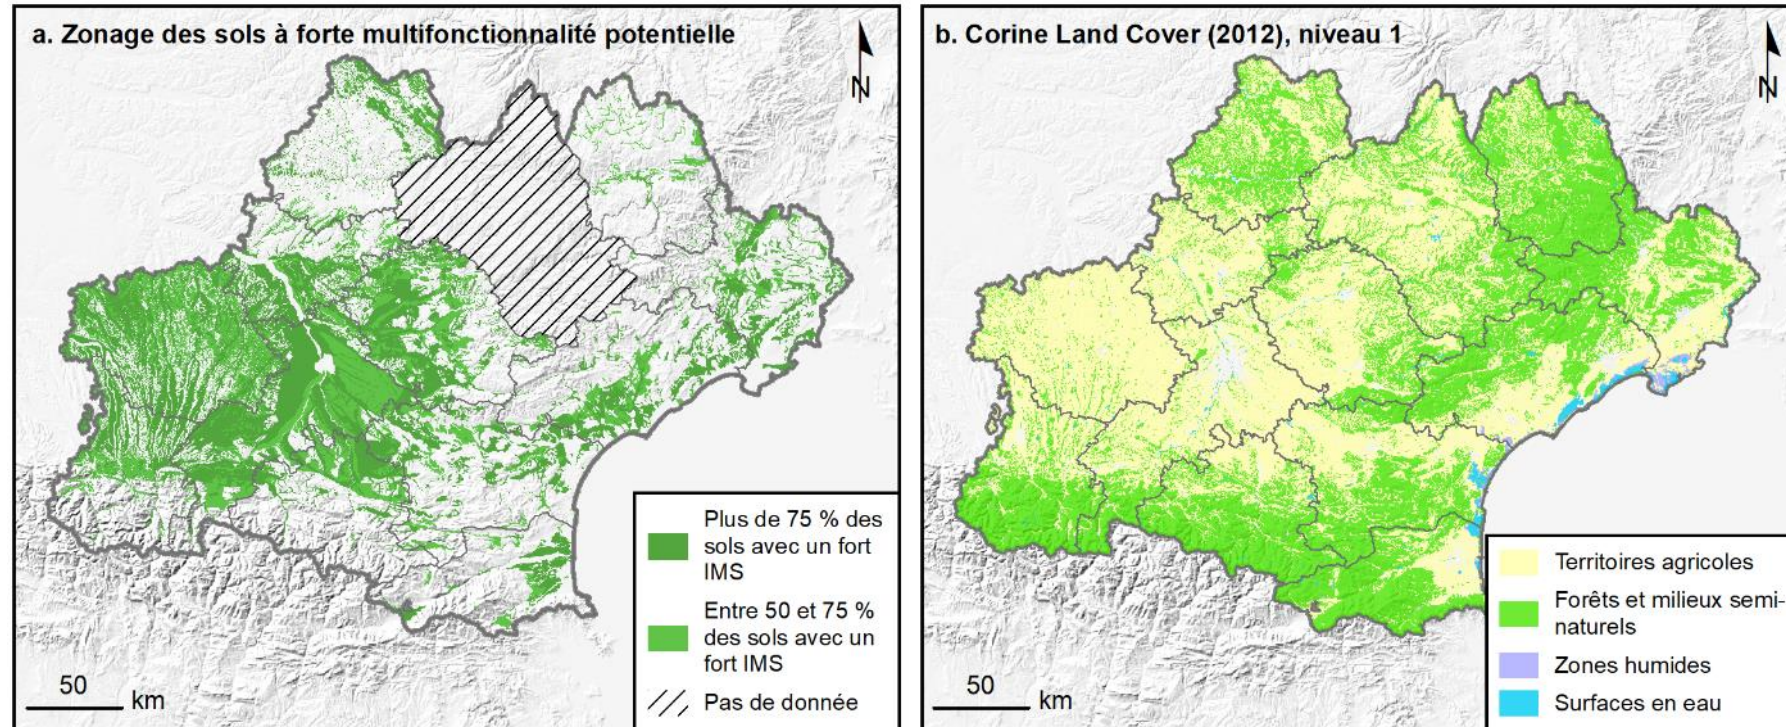 a. Zonage des sols à forte multifonctionnalité potentielle
N
Plus de 75 % des
sols avec un fort
IMS
Entre 50 et 75 %
des sols avec un
fort IMS
Pas de donnée
50
km
b. Corine Land Cover (2012), niveau 1
N
Territoires agricoles
Forêts et milieux semi-
naturels
Zones humides
Surfaces en eau
50
km